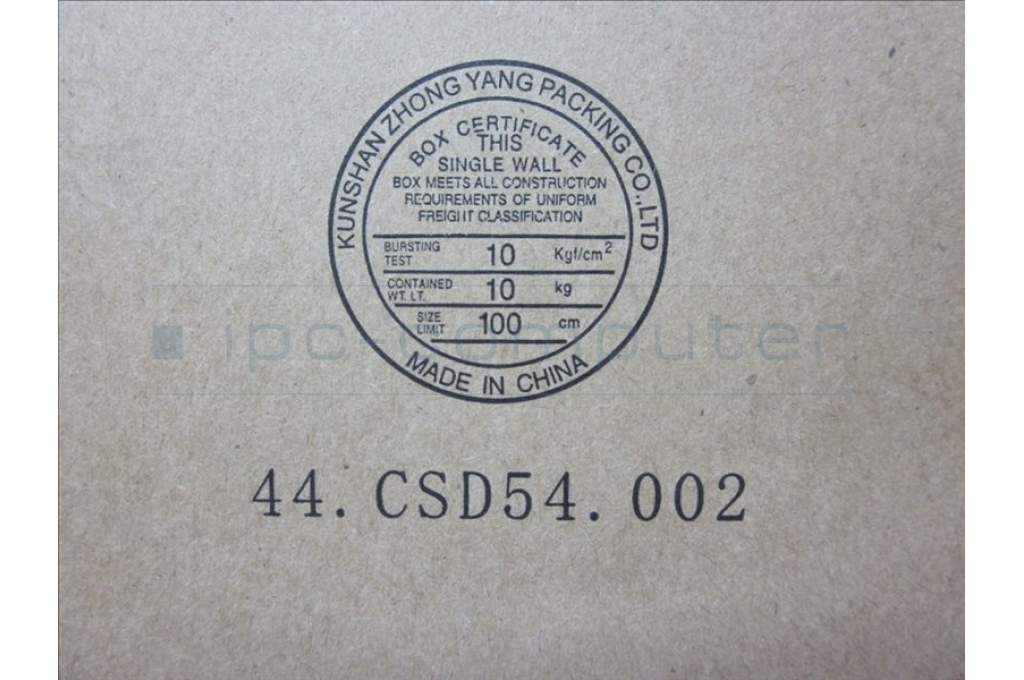 KUNSHAN ZHONG YANG PACKING CO.,LTD
BOX CERTIFICATE
THIS
SINGLE WALL
BOX MEETS ALL CONSTRUCTION
REQUIREMENTS OF UNIFORM
FREIGHT CLASSIFICATION
BURSTING TEST 10 Kgf/cm²
CONTAINED WT. LT. 10 kg
SIZE LIMIT 100 cm
MADE IN CHINA
ipc-computer
44.CSD54.002